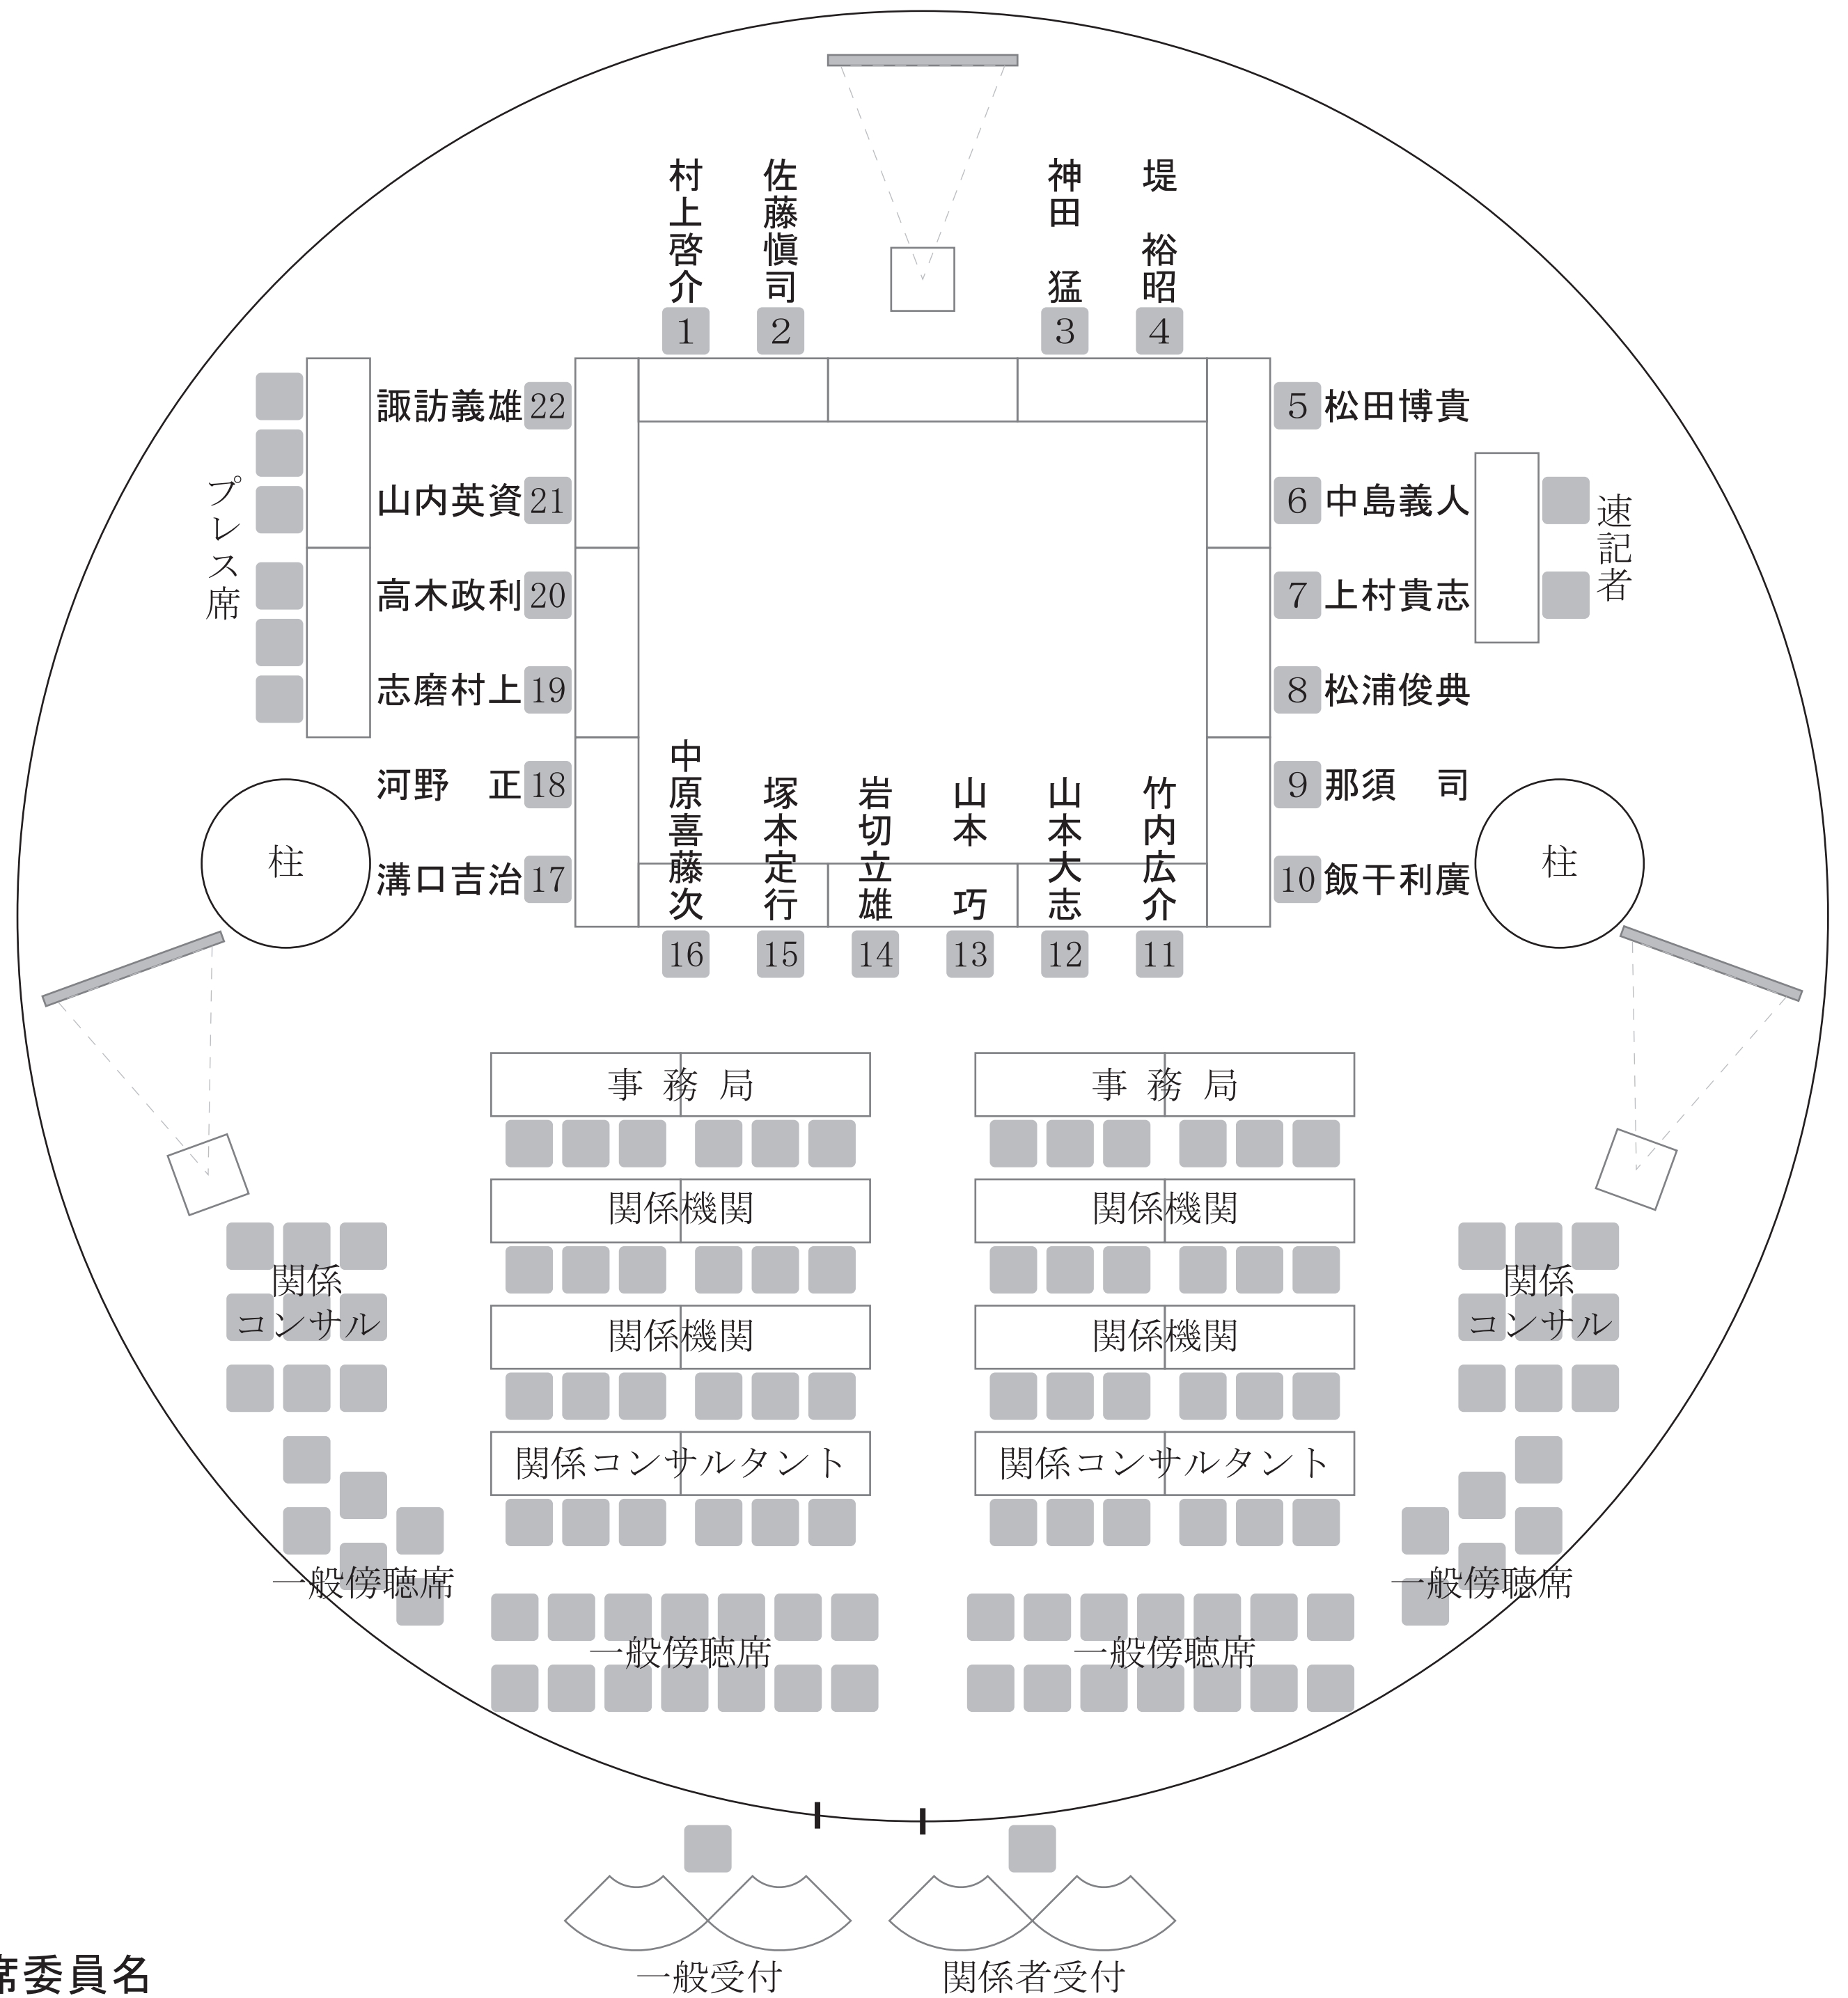 村上啓介
佐藤愼司
神田　猛
堤　裕昭
1
2
3
4
諏訪義雄 22
5 松田博貴
プレス席
山内英資 21
6 中島義人
速記者
高木政利 20
7 上村貴志
志磨村上 19
8 松浦俊典
河野　正 18
9 那須　司
溝口吉治 17
10 飯干利廣
柱
柱
中原喜藤次
塚本定行
岩切立雄
山本　巧
山本大志
竹内広介
16
15
14
13
12
11
事 務 局
事 務 局
関係機関
関係機関
関係
コンサル
関係
コンサル
関係機関
関係機関
関係コンサルタント
関係コンサルタント
一般傍聴席
一般傍聴席
一般傍聴席
一般傍聴席
一般受付
関係者受付
席委員名